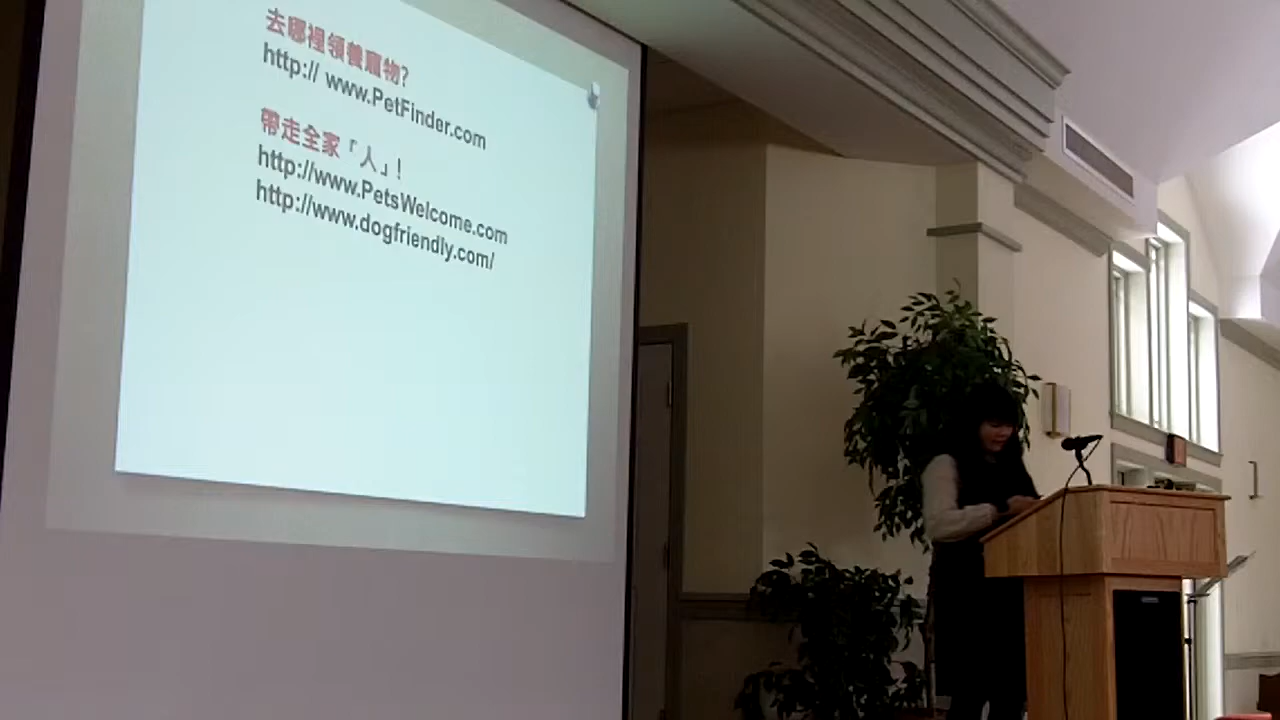 去哪裡領養寵物?
http:// www.PetFinder.com
帶走全家「人」!
http://www.PetsWelcome.com
http://www.dogfriendly.com/